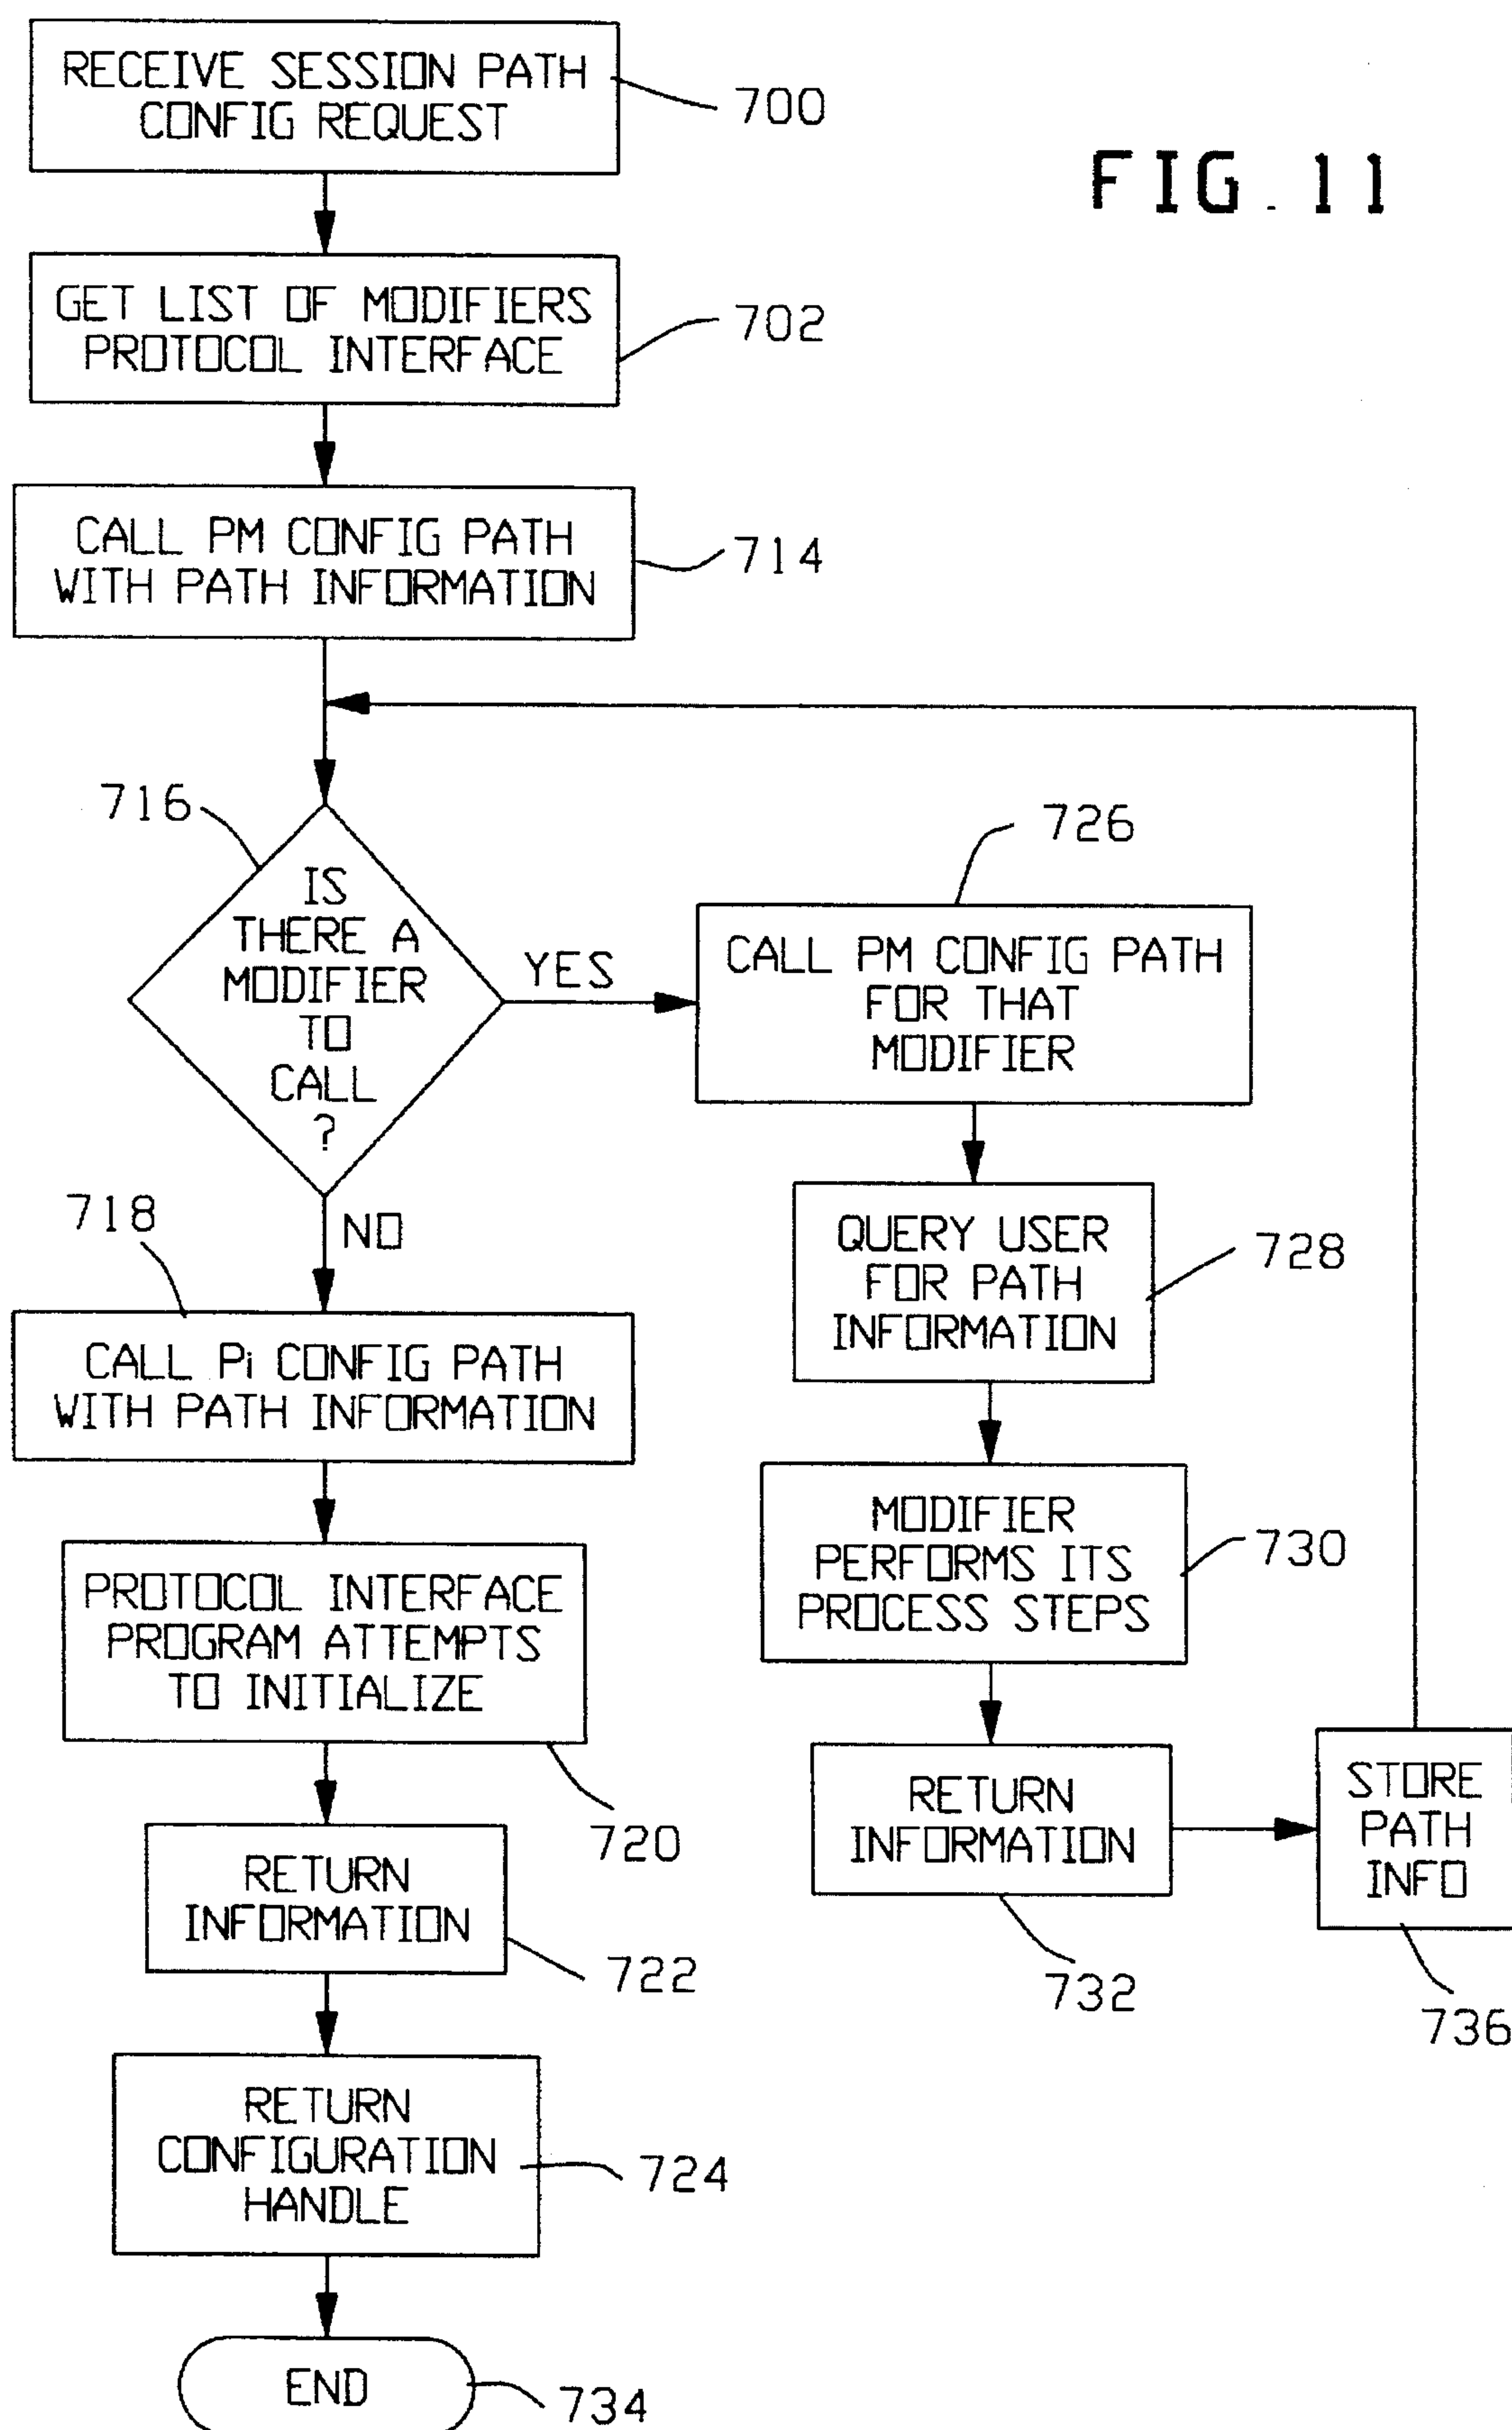 RECEIVE SESSION PATH
CONFIG REQUEST
700
FIG. 11
GET LIST OF MODIFIERS
PROTOCOL INTERFACE
702
CALL PM CONFIG PATH
WITH PATH INFORMATION
714
716
IS
THERE A
MODIFIER
TO
CALL
?
YES
NO
726
CALL PM CONFIG PATH
FOR THAT
MODIFIER
QUERY USER
FOR PATH
INFORMATION
728
MODIFIER
PERFORMS ITS
PROCESS STEPS
730
RETURN
INFORMATION
732
STORE
PATH
INFO
736
718
CALL Pi CONFIG PATH
WITH PATH INFORMATION
PROTOCOL INTERFACE
PROGRAM ATTEMPTS
TO INITIALIZE
720
RETURN
INFORMATION
722
RETURN
CONFIGURATION
HANDLE
724
END
734